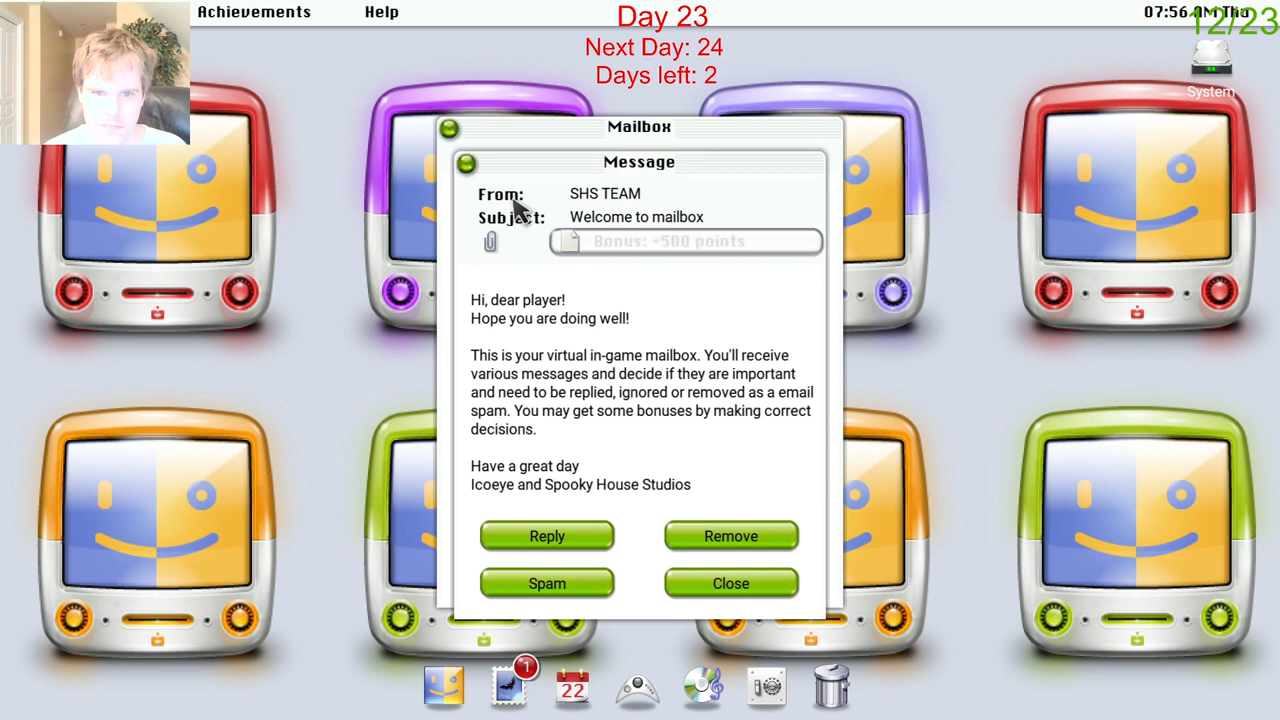 Achievements
Help
Day 23
Next Day: 24
Days left: 2
07:56 AM Thu
12/23
System
Mailbox
Message
From: SHS TEAM
Subject: Welcome to mailbox
Bonus: +500 points
Hi, dear player!
Hope you are doing well!
This is your virtual in-game mailbox. You'll receive
various messages and decide if they are important
and need to be replied, ignored or removed as a email
spam. You may get some bonuses by making correct
decisions.
Have a great day
Icoeye and Spooky House Studios
Reply
Remove
Spam
Close
1
22